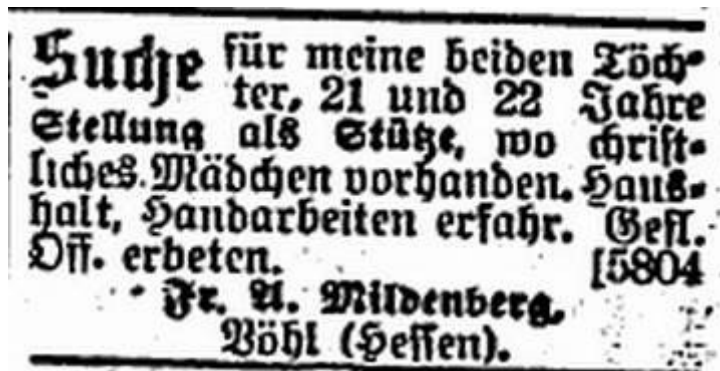 Suche für meine beiden Töch-
ter, 21 und 22 Jahre
Stellung als Stütze, wo christ-
liches Mädchen vorhanden. Haus-
halt, Handarbeiten erfahr. Gefl.
Off. erbeten. [5804
Fr. A. Mildenberg,
Vöhl (Hessen).